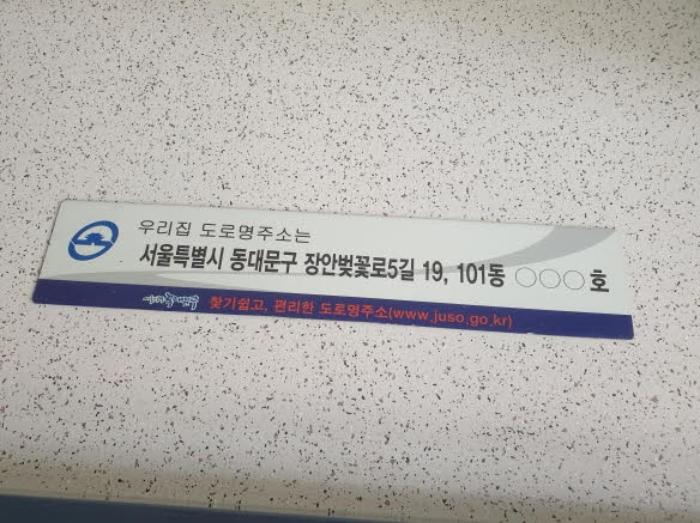 우리집 도로명주소는
서울특별시 동대문구 장안벚꽃로5길 19, 101동 ○○○호
찾기쉽고, 편리한 도로명주소(www.juso.go.kr)